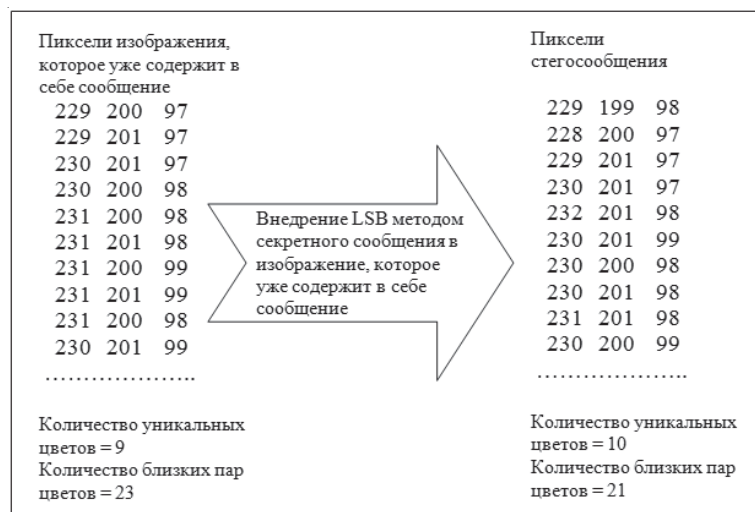 Пиксели изображения,
которое уже содержит в
себе сообщение
229 200 97
229 201 97
230 201 97
230 200 98
231 200 98
231 201 98
231 200 99
231 201 99
231 200 98
230 201 99
………………..
Количество уникальных
цветов = 9
Количество близких пар
цветов = 23
Внедрение LSB методом
секретного сообщения в
изображение, которое
уже содержит в себе
сообщение
Пиксели
стегосообщения
229 199 98
228 200 97
229 201 97
230 201 97
232 201 98
230 201 99
230 200 98
230 201 98
231 201 98
230 200 99
………………..
Количество уникальных
цветов = 10
Количество близких пар
цветов = 21